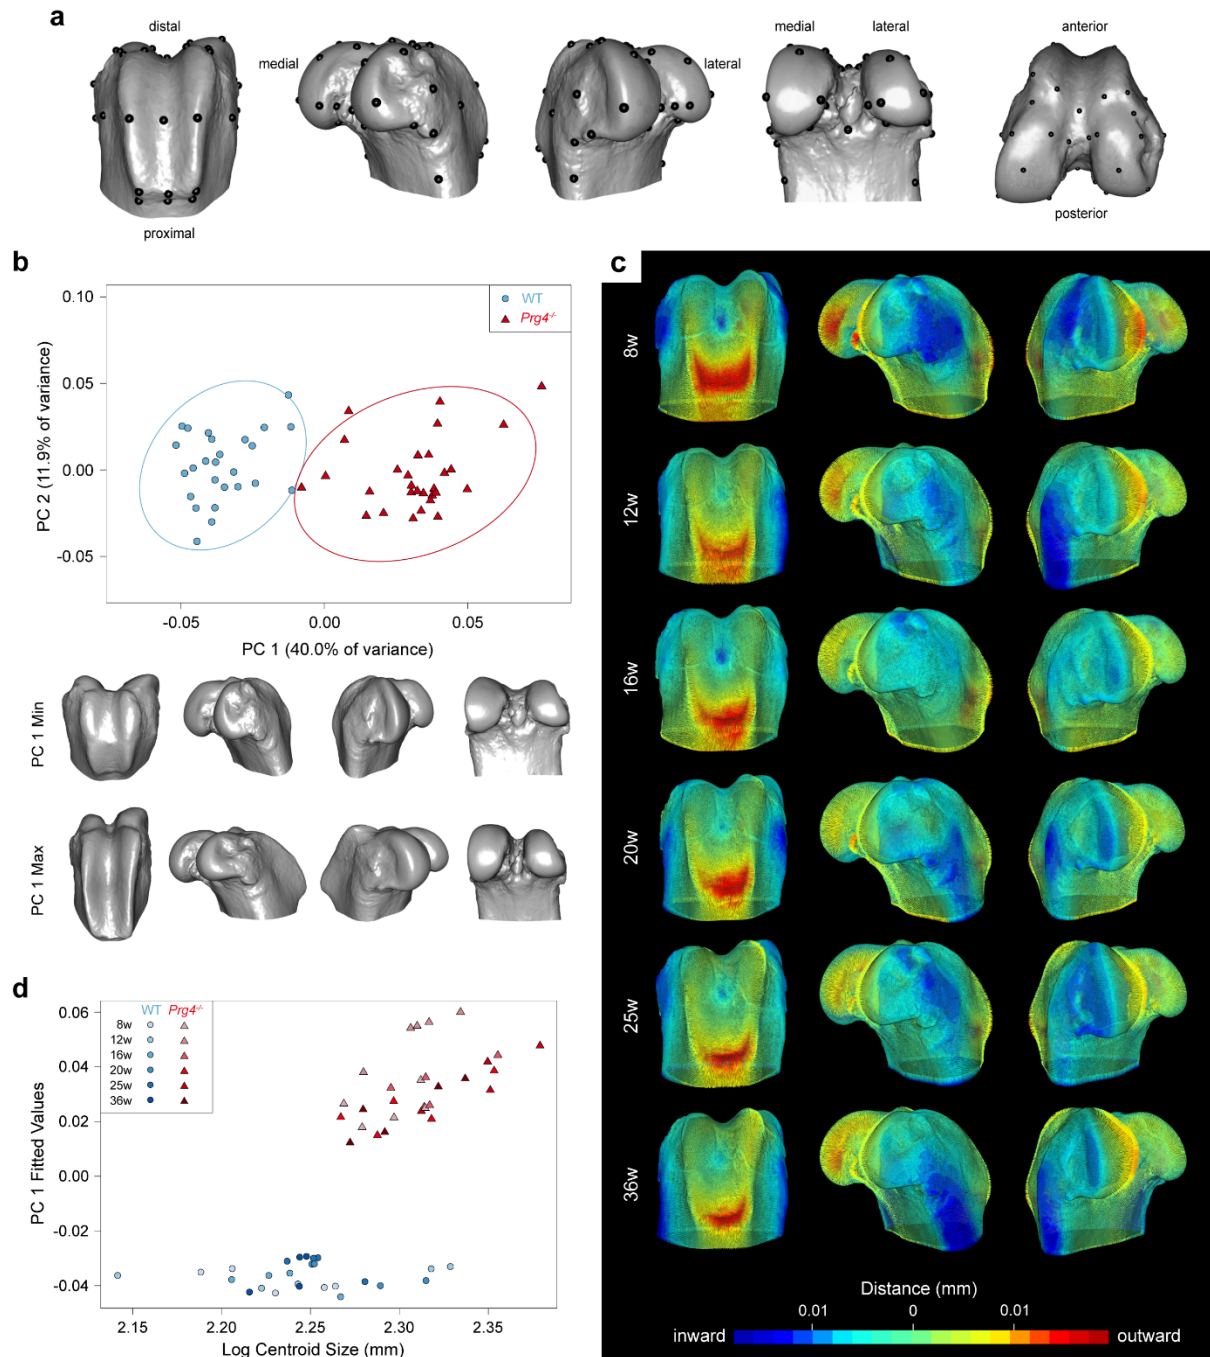 a
distal
proximal
medial
lateral
medial
lateral
anterior
posterior
b
WT
Prg4-/-
0.10
0.05
0.00
-0.05
PC 2 (11.9% of variance)
-0.05
0.00
0.05
PC 1 (40.0% of variance)
PC 1 Min
PC 1 Max
c
8w
12w
16w
20w
25w
36w
Distance (mm)
0.01
0
0.01
inward
outward
d
WT
Prg4-/-
8w
12w
16w
20w
25w
36w
0.06
0.04
0.02
0.00
-0.02
-0.04
PC 1 Fitted Values
2.15
2.20
2.25
2.30
2.35
Log Centroid Size (mm)